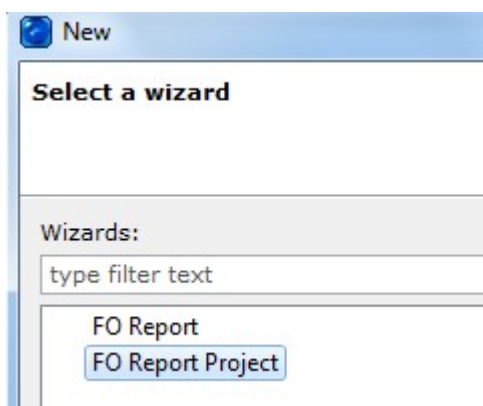 New
Select a wizard
Wizards:
type filter text
FO Report
FO Report Project